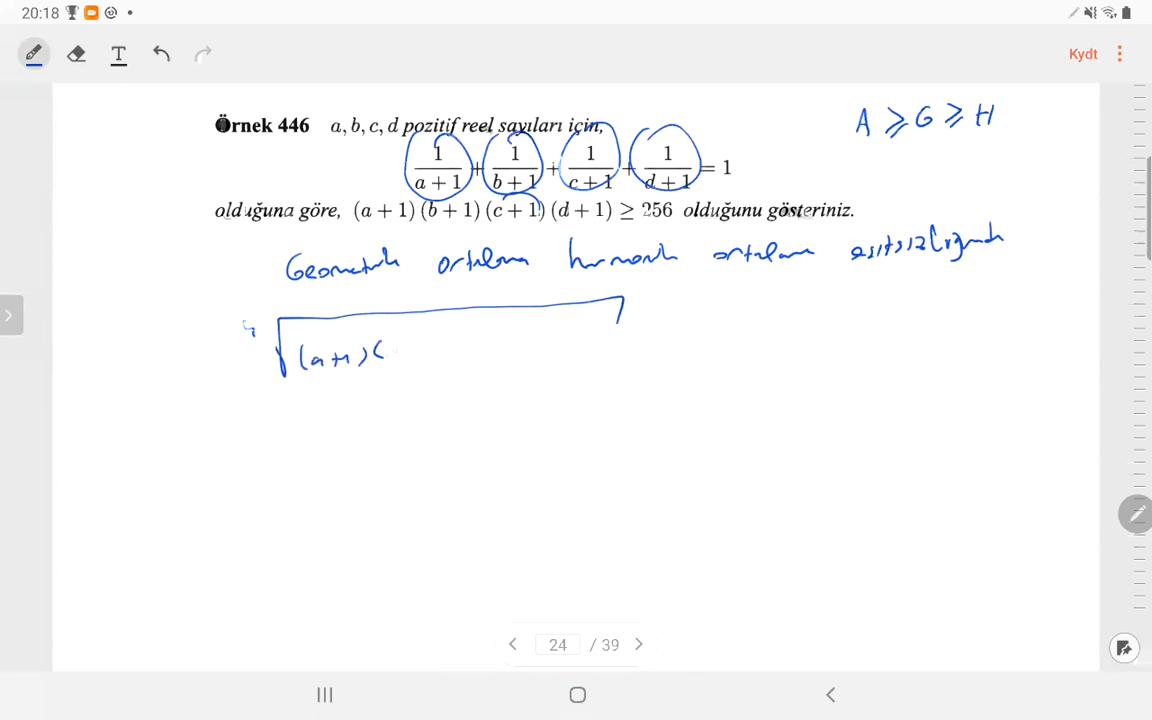 20:18
T
Kydt
Örnek 446 a, b, c, d pozitif reel sayıları için,
A ⩾ G ⩾ H
1/(a + 1) + 1/(b + 1) + 1/(c + 1) + 1/(d + 1) = 1
olduğuna göre, (a + 1) (b + 1) (c + 1) (d + 1) ≥ 256 olduğunu gösteriniz.
Geometrik ortalama harmonik ortalama eşitsizliğinde
4√(a+1)(
24 / 39